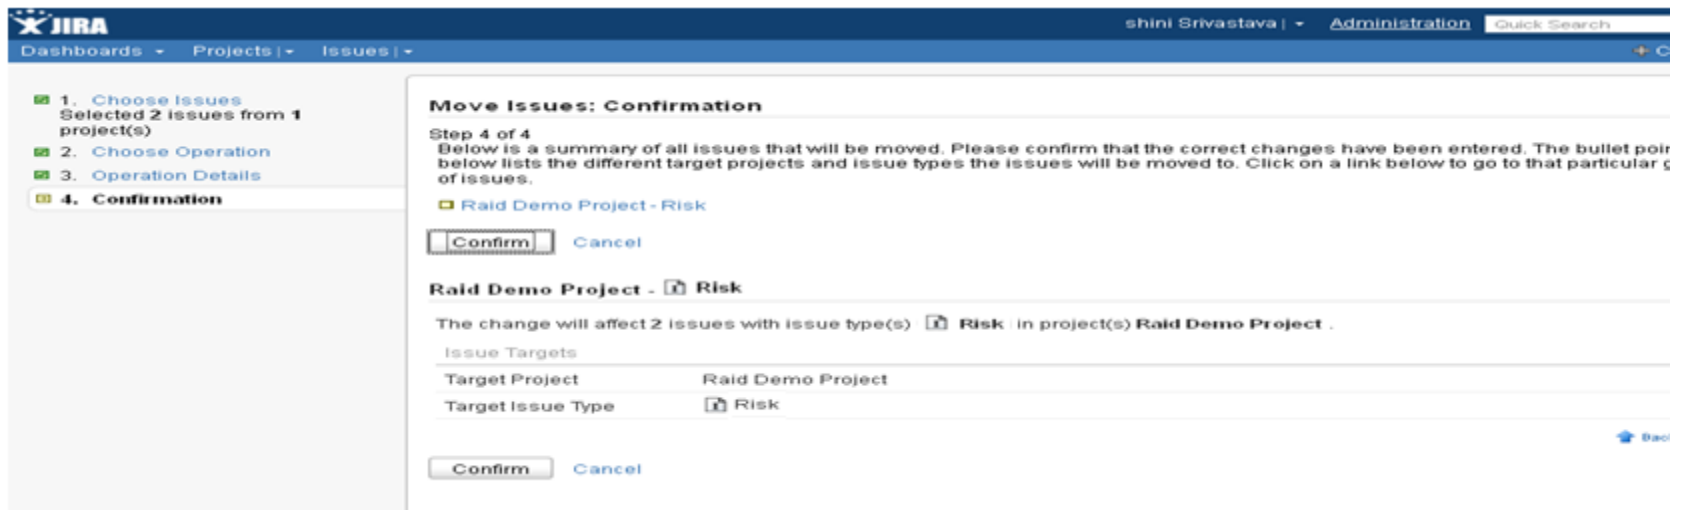 JIRA
shini Srivastava | Administration Quick Search
Dashboards Projects | Issues |
1. Choose Issues
Selected 2 issues from 1
project(s)
2. Choose Operation
3. Operation Details
4. Confirmation
Move Issues: Confirmation
Step 4 of 4
Below is a summary of all issues that will be moved. Please confirm that the correct changes have been entered. The bullet
below lists the different target projects and issue types the issues will be moved to. Click on a link below to go to that particular
of issues.
Raid Demo Project - Risk
Confirm Cancel
Raid Demo Project - Risk
The change will affect 2 issues with issue type(s) Risk in project(s) Raid Demo Project .
Issue Targets
Target Project Raid Demo Project
Target Issue Type Risk
Confirm Cancel